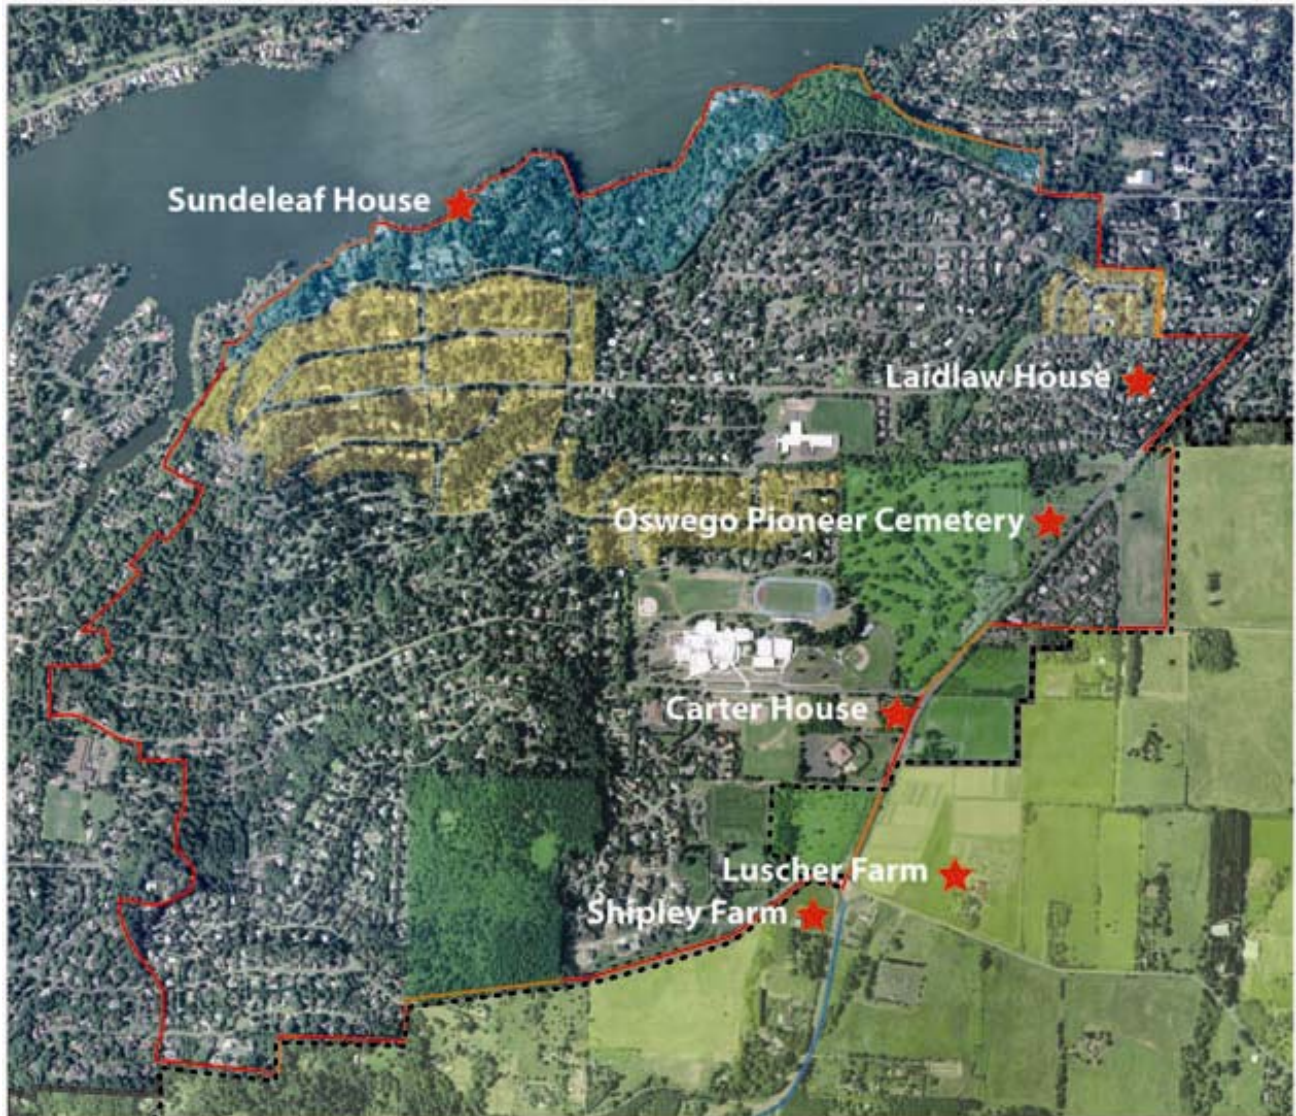 Sundeleaf House
Laidlaw House
Oswego Pioneer Cemetery
Carter House
Luscher Farm
Shipley Farm